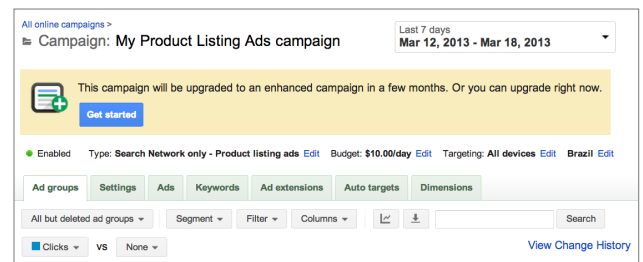 All online campaigns >
Campaign: My Product Listing Ads campaign
Last 7 days
Mar 12, 2013 - Mar 18, 2013
This campaign will be upgraded to an enhanced campaign in a few months. Or you can upgrade right now.
Get started
Enabled Type: Search Network only - Product listing ads Edit Budget: $10.00/day Edit Targeting: All devices Edit Brazil Edit
Ad groups Settings Ads Keywords Ad extensions Auto targets Dimensions
All but deleted ad groups Segment Filter Columns Search
Clicks VS None View Change History